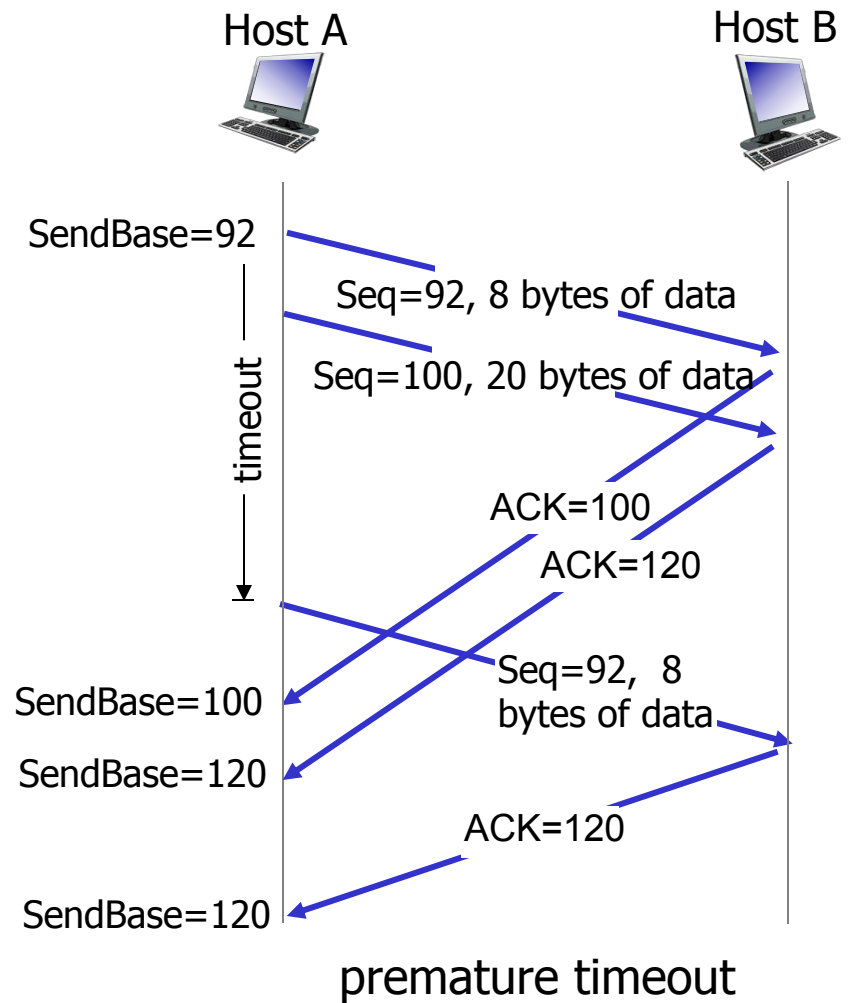 Host A
Host B
SendBase=92
Seq=92, 8 bytes of data
Seq=100, 20 bytes of data
timeout
ACK=100
ACK=120
Seq=92, 8
bytes of data
SendBase=100
SendBase=120
ACK=120
SendBase=120
premature timeout